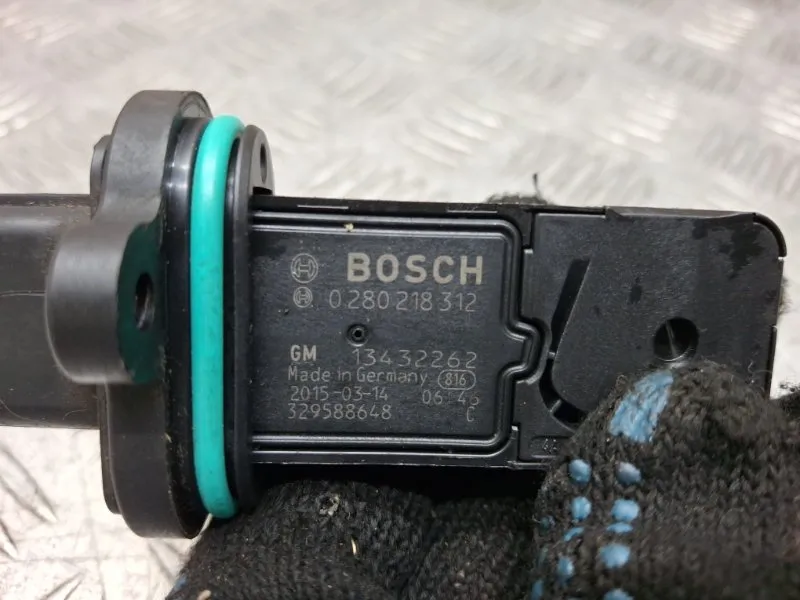 BOSCH
0 280 218 312
GM 13432262
Made in Germany 816
2015-03-14 06:46
329588648 C